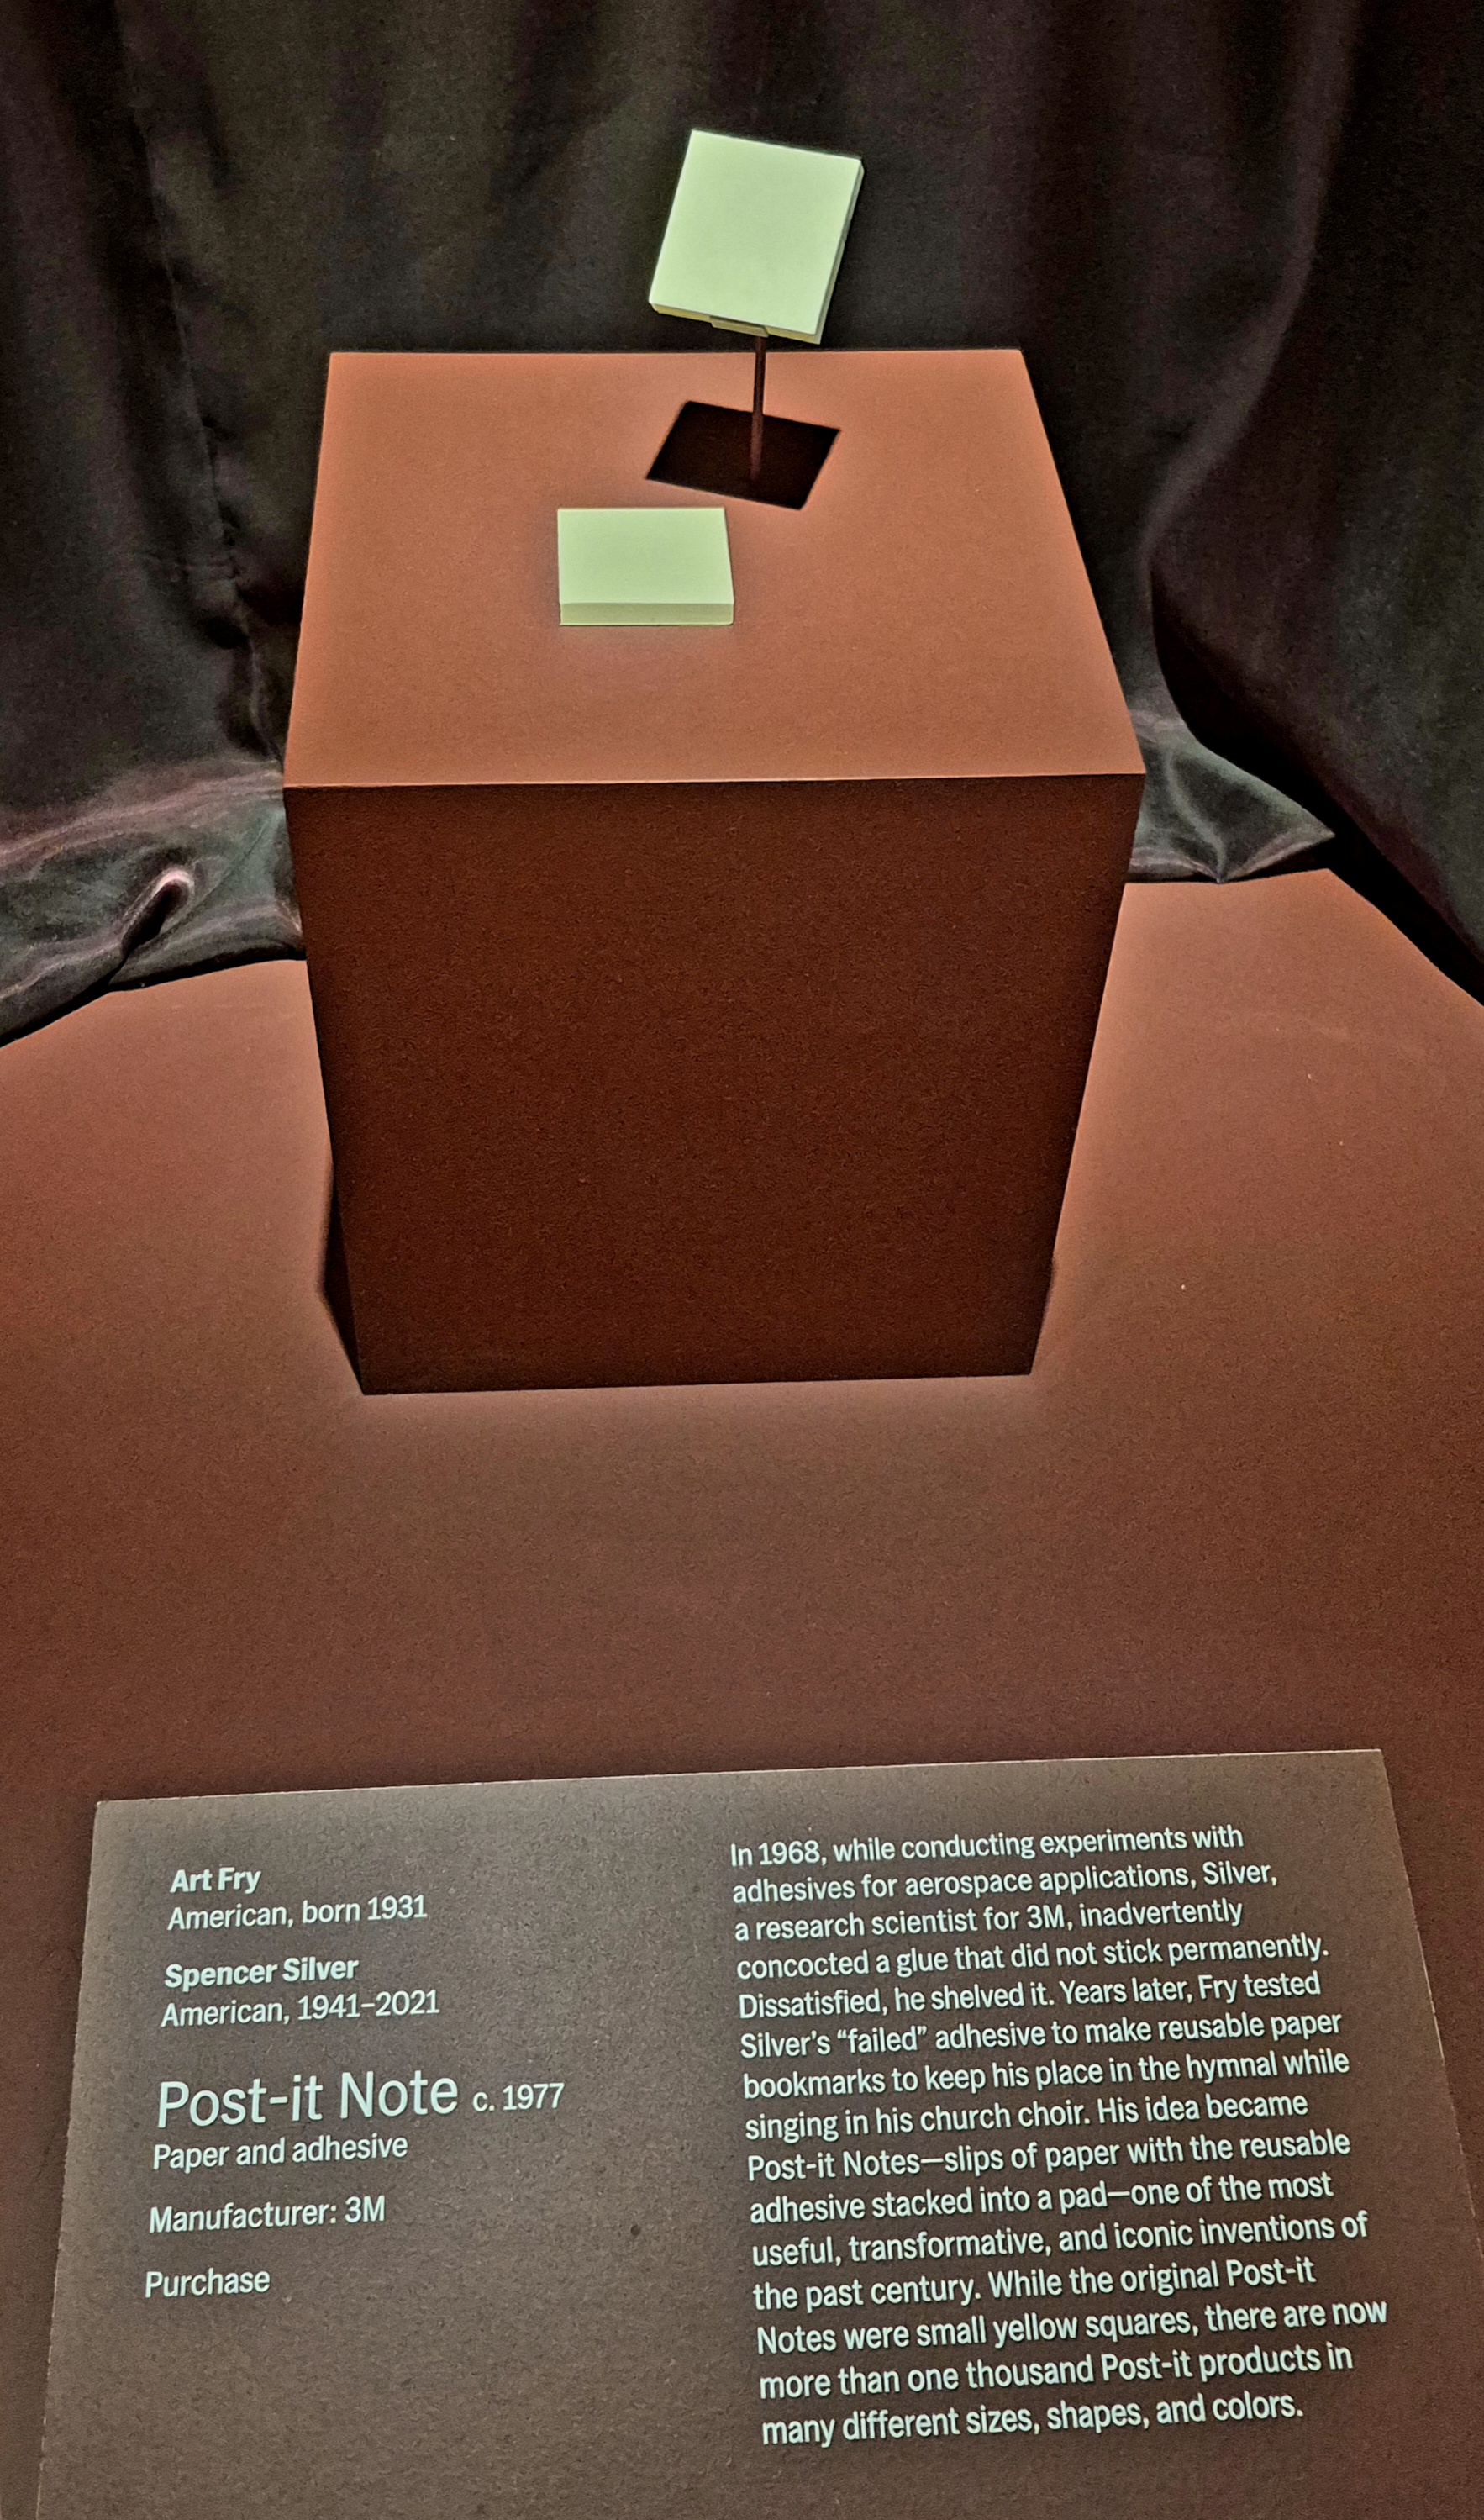 Art Fry
American, born 1931
Spencer Silver
American, 1941–2021
Post-it Note c. 1977
Paper and adhesive
Manufacturer: 3M
Purchase
In 1968, while conducting experiments with
adhesives for aerospace applications, Silver,
a research scientist for 3M, inadvertently
concocted a glue that did not stick permanently.
Dissatisfied, he shelved it. Years later, Fry tested
Silver’s “failed” adhesive to make reusable paper
bookmarks to keep his place in the hymnal while
singing in his church choir. His idea became
Post-it Notes—slips of paper with the reusable
adhesive stacked into a pad—one of the most
useful, transformative, and iconic inventions of
the past century. While the original Post-it
Notes were small yellow squares, there are now
more than one thousand Post-it products in
many different sizes, shapes, and colors.